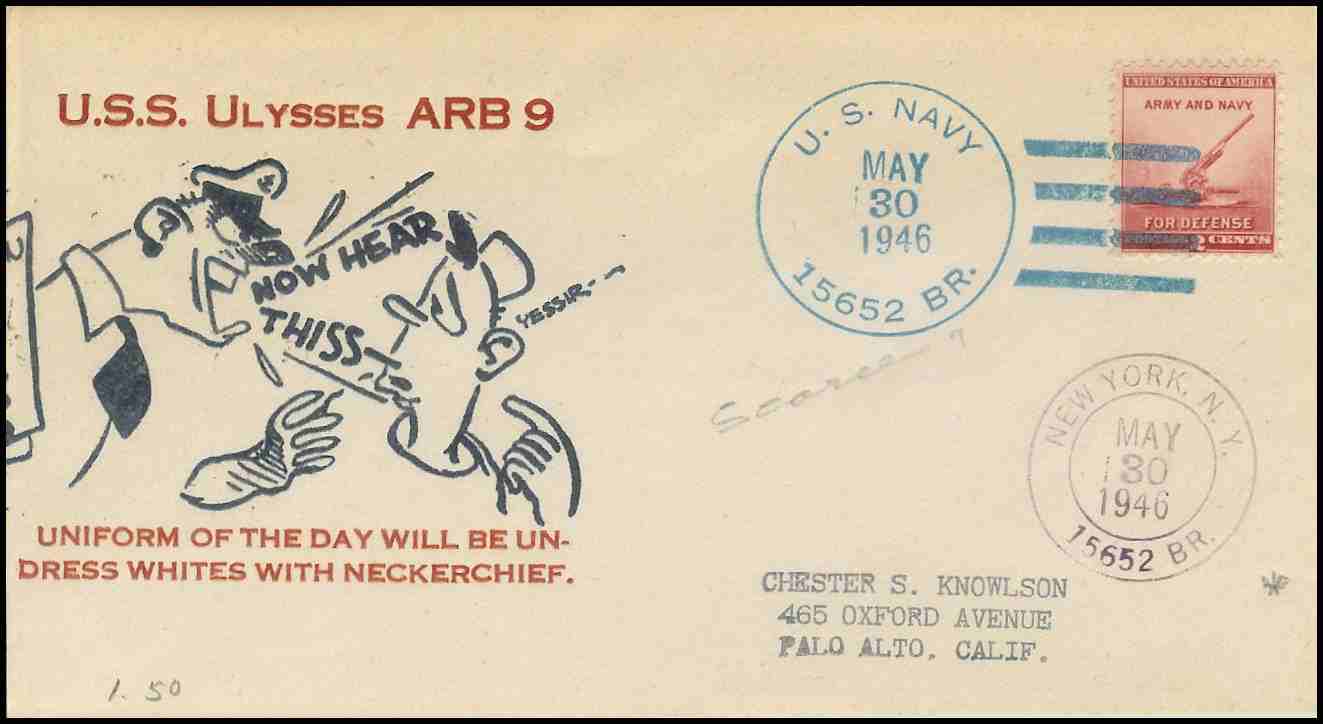 U.S.S. ULYSSES ARB 9
NOW HEAR
THISS
YESSIR--
UNIFORM OF THE DAY WILL BE UN-
DRESS WHITES WITH NECKERCHIEF.
1.50
U. S. NAVY
MAY
30
1946
15652 BR.
UNITED STATES OF AMERICA
ARMY AND NAVY
FOR DEFENSE
2 CENTS
Scarce
NEW YORK, N. Y.
MAY
30
1946
15652 BR.
CHESTER S. KNOWLSON
465 OXFORD AVENUE
PALO ALTO, CALIF.